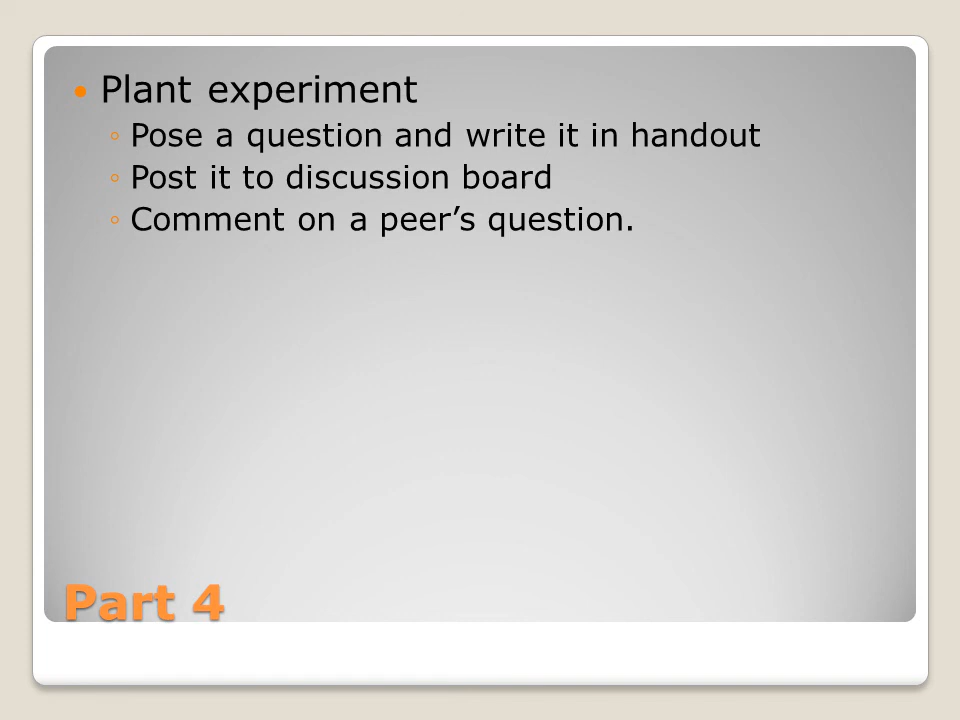 Plant experiment
Pose a question and write it in handout
Post it to discussion board
Comment on a peer’s question.
Part 4